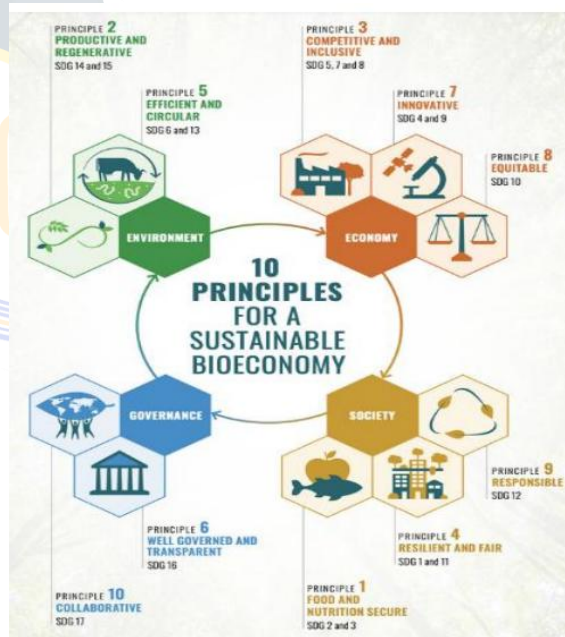 PRINCIPLE 2
PRODUCTIVE AND
REGENERATIVE
SDG 14 and 15
PRINCIPLE 3
COMPETITIVE AND
INCLUSIVE
SDG 5, 7 and 8
PRINCIPLE 5
EFFICIENT AND
CIRCULAR
SDG 6 and 13
PRINCIPLE 7
INNOVATIVE
SDG 4 and 9
PRINCIPLE 8
EQUITABLE
SDG 10
ENVIRONMENT
ECONOMY
10
PRINCIPLES
FOR A
SUSTAINABLE
BIOECONOMY
GOVERNANCE
SOCIETY
PRINCIPLE 9
RESPONSIBLE
SDG 12
PRINCIPLE 6
WELL GOVERNED AND
TRANSPARENT
SDG 16
PRINCIPLE 4
RESILIENT AND FAIR
SDG 1 and 11
PRINCIPLE 10
COLLABORATIVE
SDG 17
PRINCIPLE 1
FOOD AND
NUTRITION SECURE
SDG 2 and 3